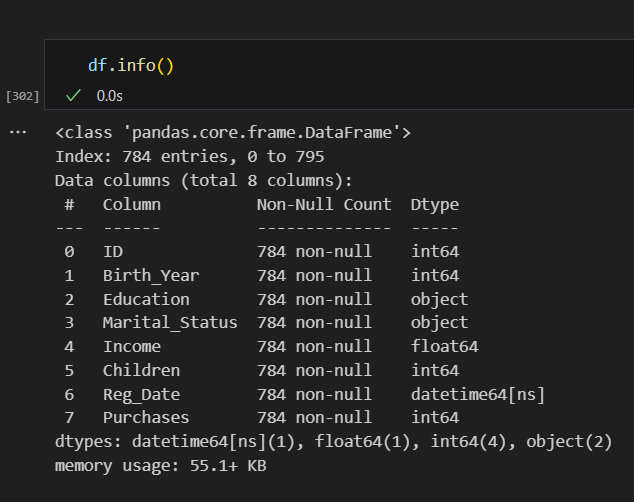 df.info()
[302]
0.0s
<class 'pandas.core.frame.DataFrame'>
Index: 784 entries, 0 to 795
Data columns (total 8 columns):
 #   Column          Non-Null Count  Dtype
---  ------          --------------  -----
 0   ID              784 non-null    int64
 1   Birth_Year      784 non-null    int64
 2   Education       784 non-null    object
 3   Marital_Status  784 non-null    object
 4   Income          784 non-null    float64
 5   Children        784 non-null    int64
 6   Reg_Date        784 non-null    datetime64[ns]
 7   Purchases       784 non-null    int64
dtypes: datetime64[ns](1), float64(1), int64(4), object(2)
memory usage: 55.1+ KB